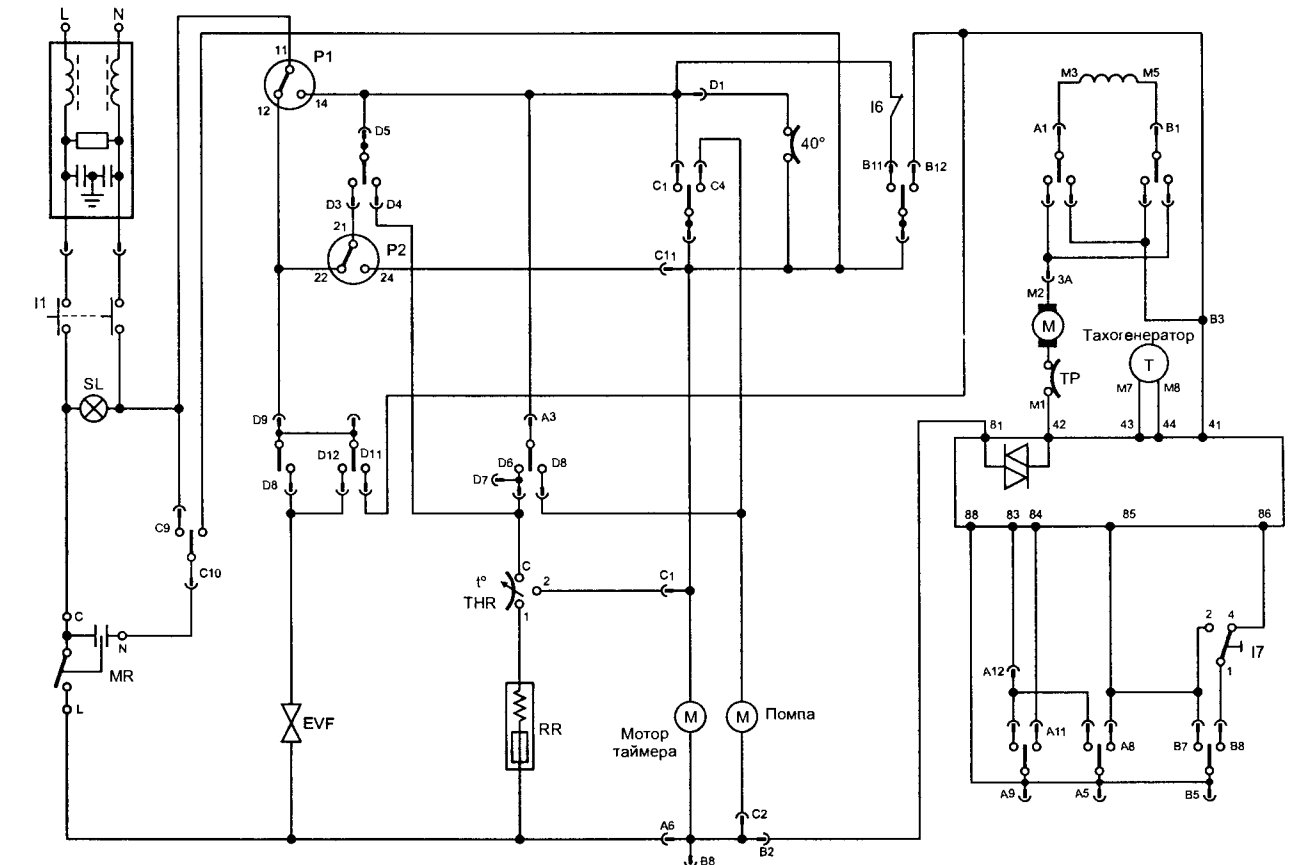 L
N
11
P1
12
14
D1
M3
M5
I6
A1
B1
D5
40°
B11
B12
C1
C4
D3
D4
21
P2
22
24
C11
3A
M2
M
B3
I1
Тахогенератор
T
TP
M7
M8
SL
M1
D9
A3
81
42
43
44
41
D12
D11
D6
D8
D7
D8
C9
88
83
84
85
86
C10
t°
THR
C
2
1
C1
C
N
MR
L
2
4
I7
1
A12
EVF
RR
Мотор
таймера
M
M
Помпа
A11
A8
B7
B8
A9
A5
B5
C2
A6
B2
B8